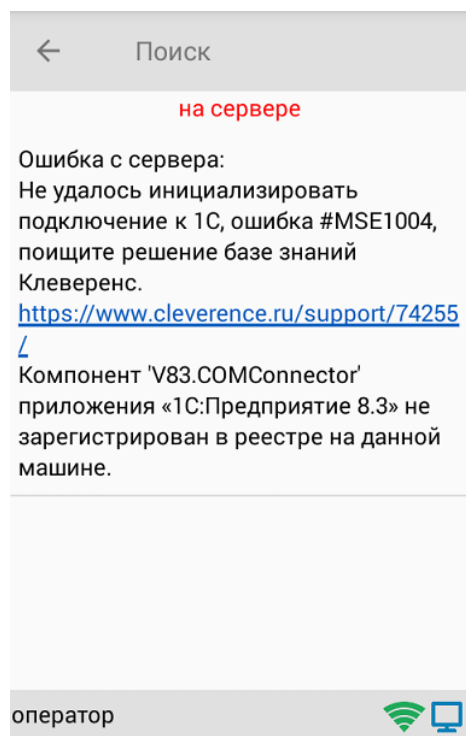 Поиск
на сервере
Ошибка с сервера:
Не удалось инициализировать
подключение к 1С, ошибка #MSE1004,
поищите решение базе знаний
Клеверенс.
https://www.cleverence.ru/support/74255
/
Компонент 'V83.COMConnector'
приложения «1С:Предприятие 8.3» не
зарегистрирован в реестре на данной
машине.
оператор